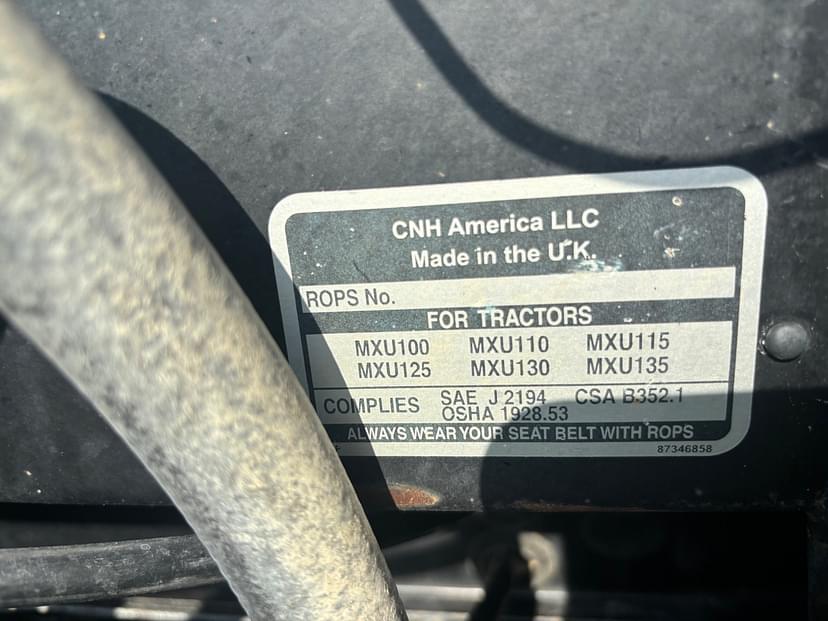 CNH America LLC
Made in the U.K.
ROPS No.
FOR TRACTORS
MXU100 MXU110 MXU115
MXU125 MXU130 MXU135
COMPLIES SAE J 2194 CSA B352.1
OSHA 1928.53
ALWAYS WEAR YOUR SEAT BELT WITH ROPS
87346858